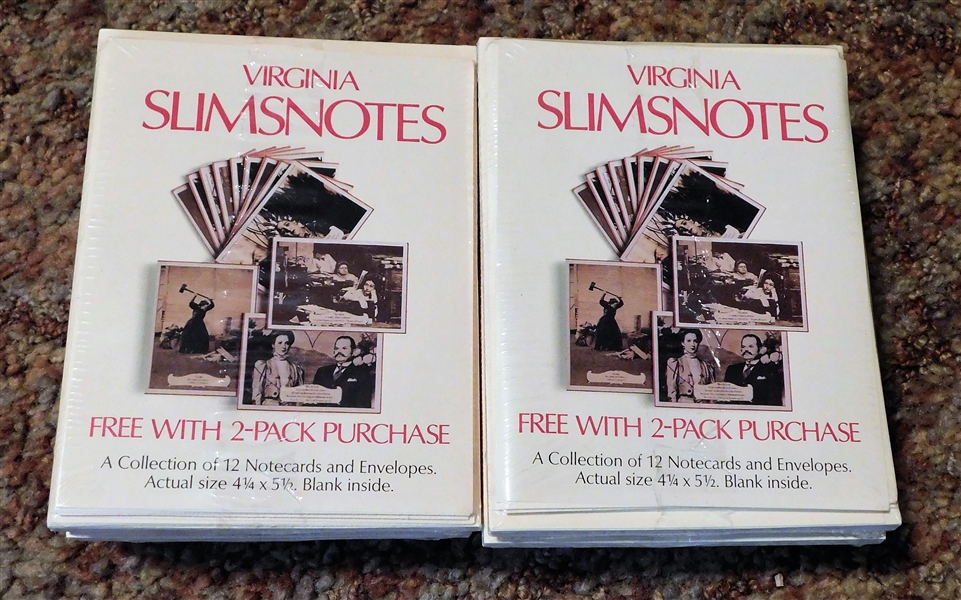 VIRGINIA
SLIMSNOTES
FREE WITH 2-PACK PURCHASE
A Collection of 12 Notecards and Envelopes.
Actual size 4¼ x 5½. Blank inside.
VIRGINIA
SLIMSNOTES
FREE WITH 2-PACK PURCHASE
A Collection of 12 Notecards and Envelopes.
Actual size 4¼ x 5½. Blank inside.